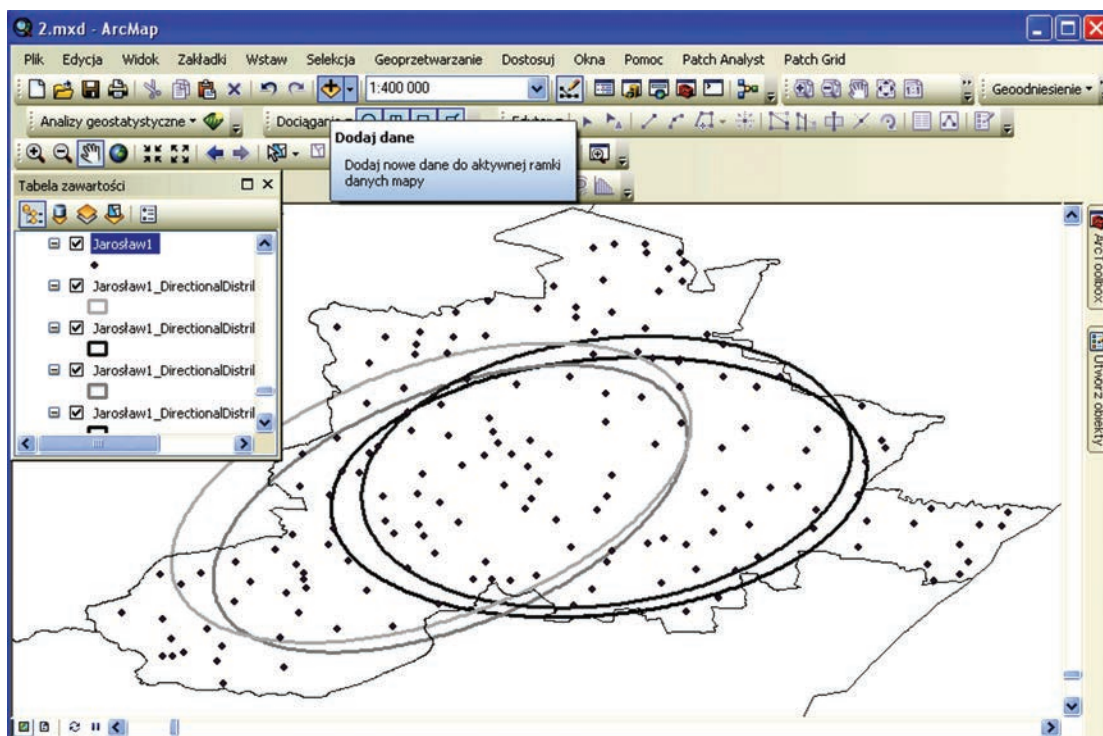 2.mxd - ArcMap
Plik Edycja Widok Zakładki Wstaw Selekcja Geoprzetwarzanie Dostosuj Okna Pomoc Patch Analyst Patch Grid
1:400 000
Geoodniesienie
Analizy geostatystyczne
Dociąganie
Dodaj dane
Dodaj nowe dane do aktywnej ramki
danych mapy
Tabela zawartości
Jarosław1
Jarosław1_DirectionalDistril
Jarosław1_DirectionalDistril
Jarosław1_DirectionalDistril
Jarosław1_DirectionalDistril
ArcToolbox
Utwórz obiekty